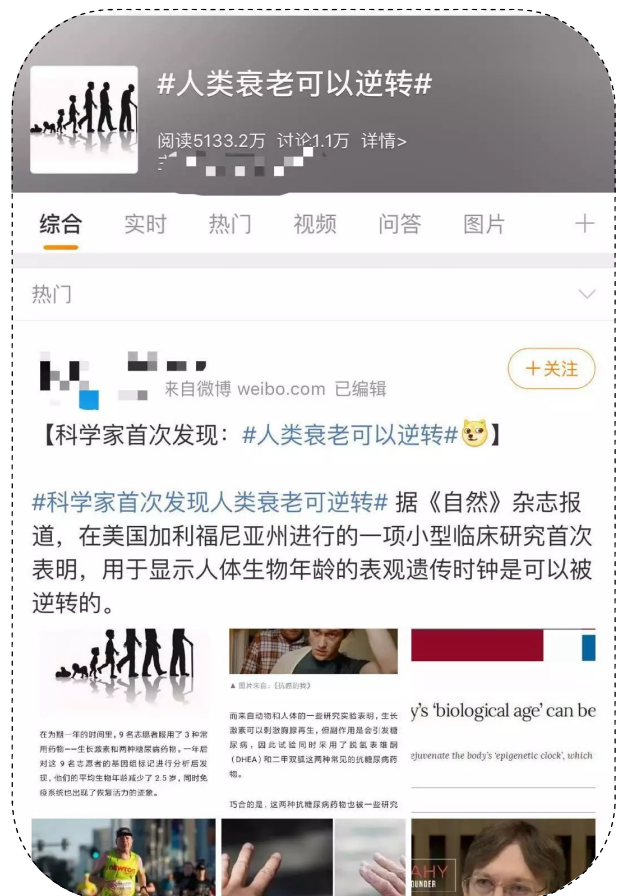 #人类衰老可以逆转#
阅读5133.2万 讨论1.1万 详情>
综合 实时 热门 视频 问答 图片
热门
来自微博 weibo.com 已编辑
+关注
【科学家首次发现：#人类衰老可以逆转#】
#科学家首次发现人类衰老可逆转# 据《自然》杂志报
道，在美国加利福尼亚州进行的一项小型临床研究首次
表明，用于显示人体生物年龄的表观遗传时钟是可以被
逆转的。
在为期一年的时间里，9 名志愿者服用了 3 种常
用药物——生长激素和两种糖尿病药物。一年后
对这 9 名志愿者的基因组标记进行分析后发
现，他们的平均生物年龄减少了 2.5 岁，同时免
疫系统也出现了恢复活力的迹象。
▲ 图片来自：《抗癌的我》
而来自动物和人体的一些研究实验表明，生长
激素可以刺激胸腺再生，但副作用是会引发糖
尿病，因此试验同时采用了脱氢表雄酮
(DHEA) 和二甲双胍这两种常见的抗糖尿病药
物。
巧合的是，这两种抗糖尿病药物也被一些研究
y's 'biological age' can be
ejuvenate the body's 'epigenetic clock', which
AHY
OUNDER